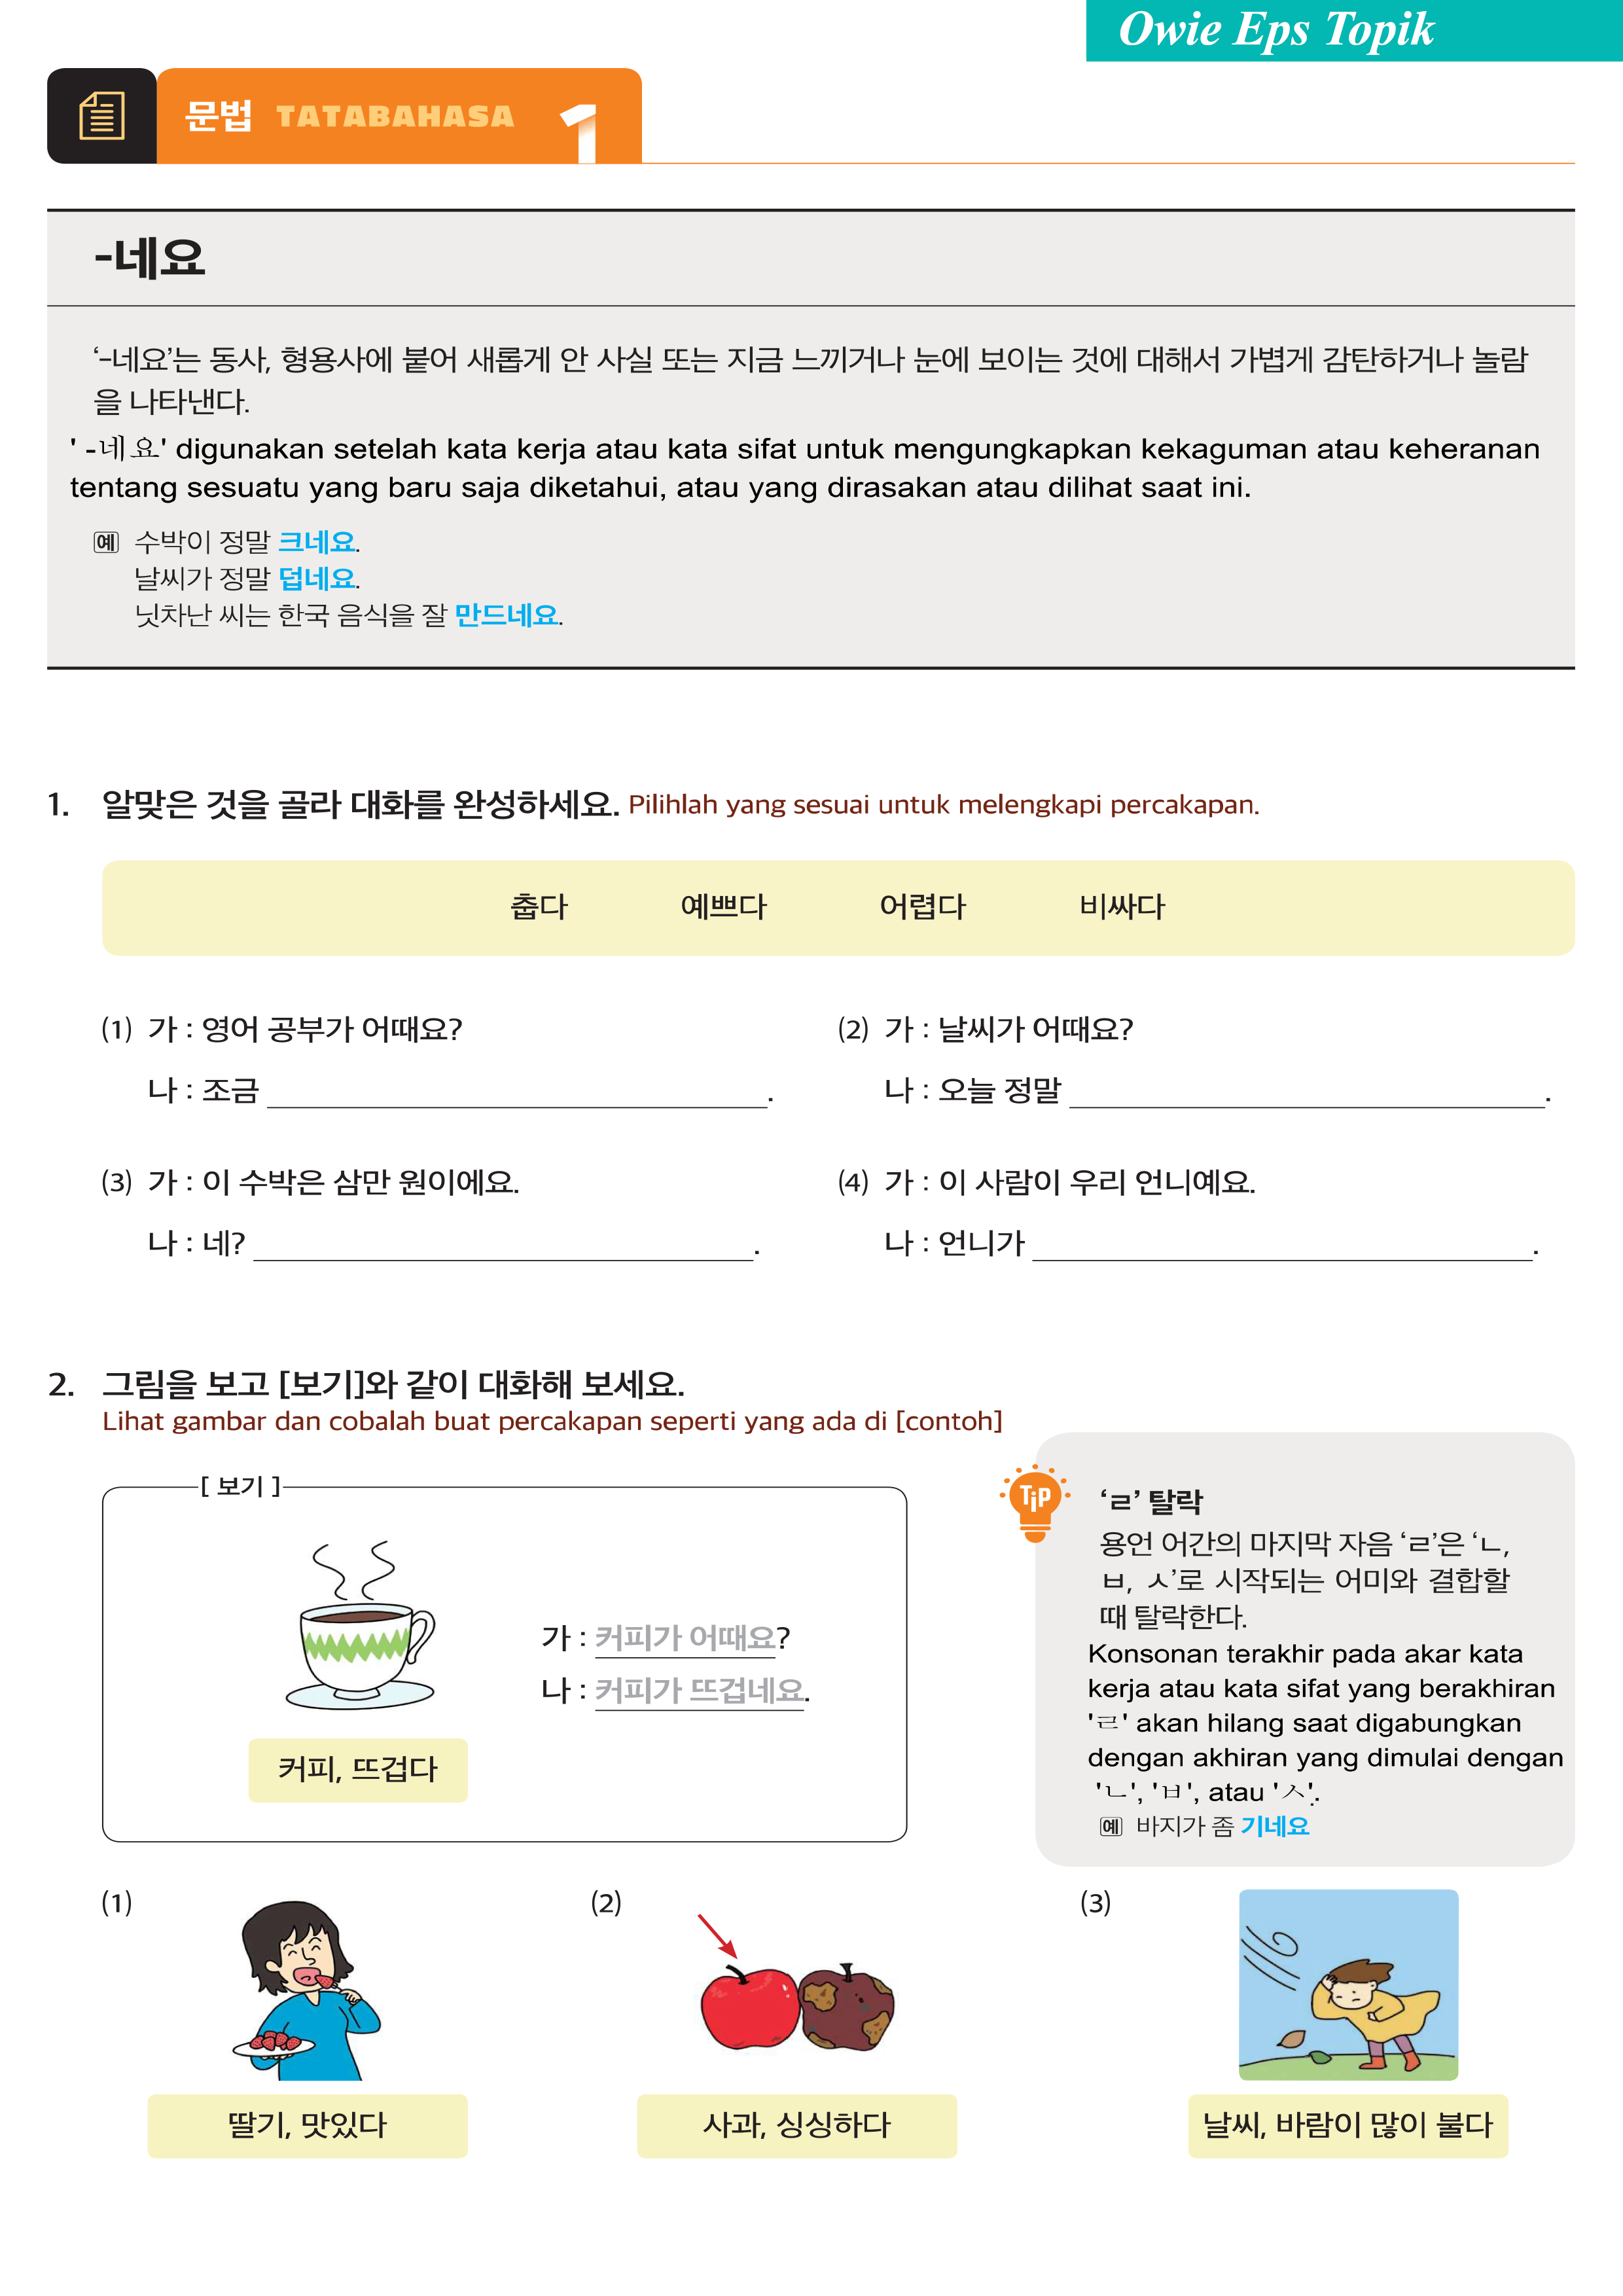 Owie Eps Topik
문법 TATABAHASA 1
-네요
‘-네요’는 동사, 형용사에 붙어 새롭게 안 사실 또는 지금 느끼거나 눈에 보이는 것에 대해서 가볍게 감탄하거나 놀람
을 나타낸다.
' -네요' digunakan setelah kata kerja atau kata sifat untuk mengungkapkan kekaguman atau keheranan
tentang sesuatu yang baru saja diketahui, atau yang dirasakan atau dilihat saat ini.
예 수박이 정말 크네요.
날씨가 정말 덥네요.
닛차난 씨는 한국 음식을 잘 만드네요.
1. 알맞은 것을 골라 대화를 완성하세요. Pilihlah yang sesuai untuk melengkapi percakapan.
춥다 예쁘다 어렵다 비싸다
(1) 가 : 영어 공부가 어때요?
나 : 조금 .
(2) 가 : 날씨가 어때요?
나 : 오늘 정말 .
(3) 가 : 이 수박은 삼만 원이에요.
나 : 네? .
(4) 가 : 이 사람이 우리 언니예요.
나 : 언니가 .
2. 그림을 보고 [보기]와 같이 대화해 보세요.
Lihat gambar dan cobalah buat percakapan seperti yang ada di [contoh]
[ 보기 ]
가 : 커피가 어때요?
나 : 커피가 뜨겁네요.
커피, 뜨겁다
TiP
‘ㄹ’ 탈락
용언 어간의 마지막 자음 ‘ㄹ’은 ‘ㄴ,
ㅂ, ㅅ’로 시작되는 어미와 결합할
때 탈락한다.
Konsonan terakhir pada akar kata
kerja atau kata sifat yang berakhiran
'ㄹ' akan hilang saat digabungkan
dengan akhiran yang dimulai dengan
'ㄴ', 'ㅂ', atau 'ㅅ'.
예 바지가 좀 기네요
(1)
딸기, 맛있다
(2)
사과, 싱싱하다
(3)
날씨, 바람이 많이 불다